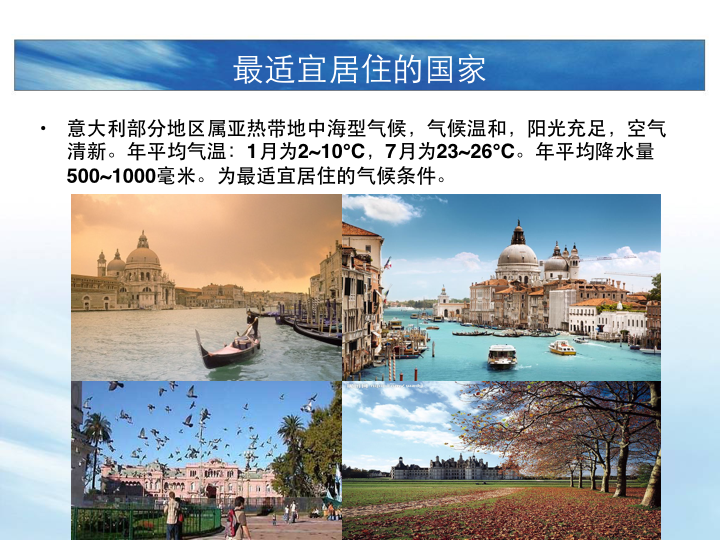 最适宜居住的国家
• 意大利部分地区属亚热带地中海型气候，气候温和，阳光充足，空气
清新。年平均气温：1月为2~10°C，7月为23~26°C。年平均降水量
500~1000毫米。为最适宜居住的气候条件。